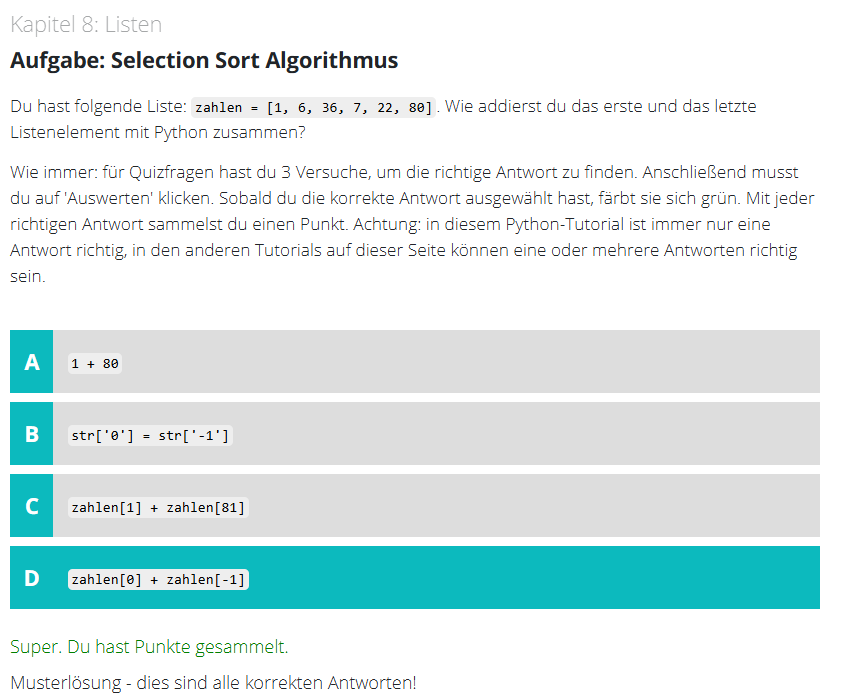 Kapitel 8: Listen
Aufgabe: Selection Sort Algorithmus
Du hast folgende Liste: zahlen = [1, 6, 36, 7, 22, 80]. Wie addierst du das erste und das letzte
Listenelement mit Python zusammen?
Wie immer: für Quizfragen hast du 3 Versuche, um die richtige Antwort zu finden. Anschließend musst
du auf 'Auswerten' klicken. Sobald du die korrekte Antwort ausgewählt hast, färbt sie sich grün. Mit jeder
richtigen Antwort sammelst du einen Punkt. Achtung: in diesem Python-Tutorial ist immer nur eine
Antwort richtig, in den anderen Tutorials auf dieser Seite können eine oder mehrere Antworten richtig
sein.
A 1 + 80
B str['0'] = str['-1']
C zahlen[1] + zahlen[81]
D zahlen[0] + zahlen[-1]
Super. Du hast Punkte gesammelt.
Musterlösung - dies sind alle korrekten Antworten!